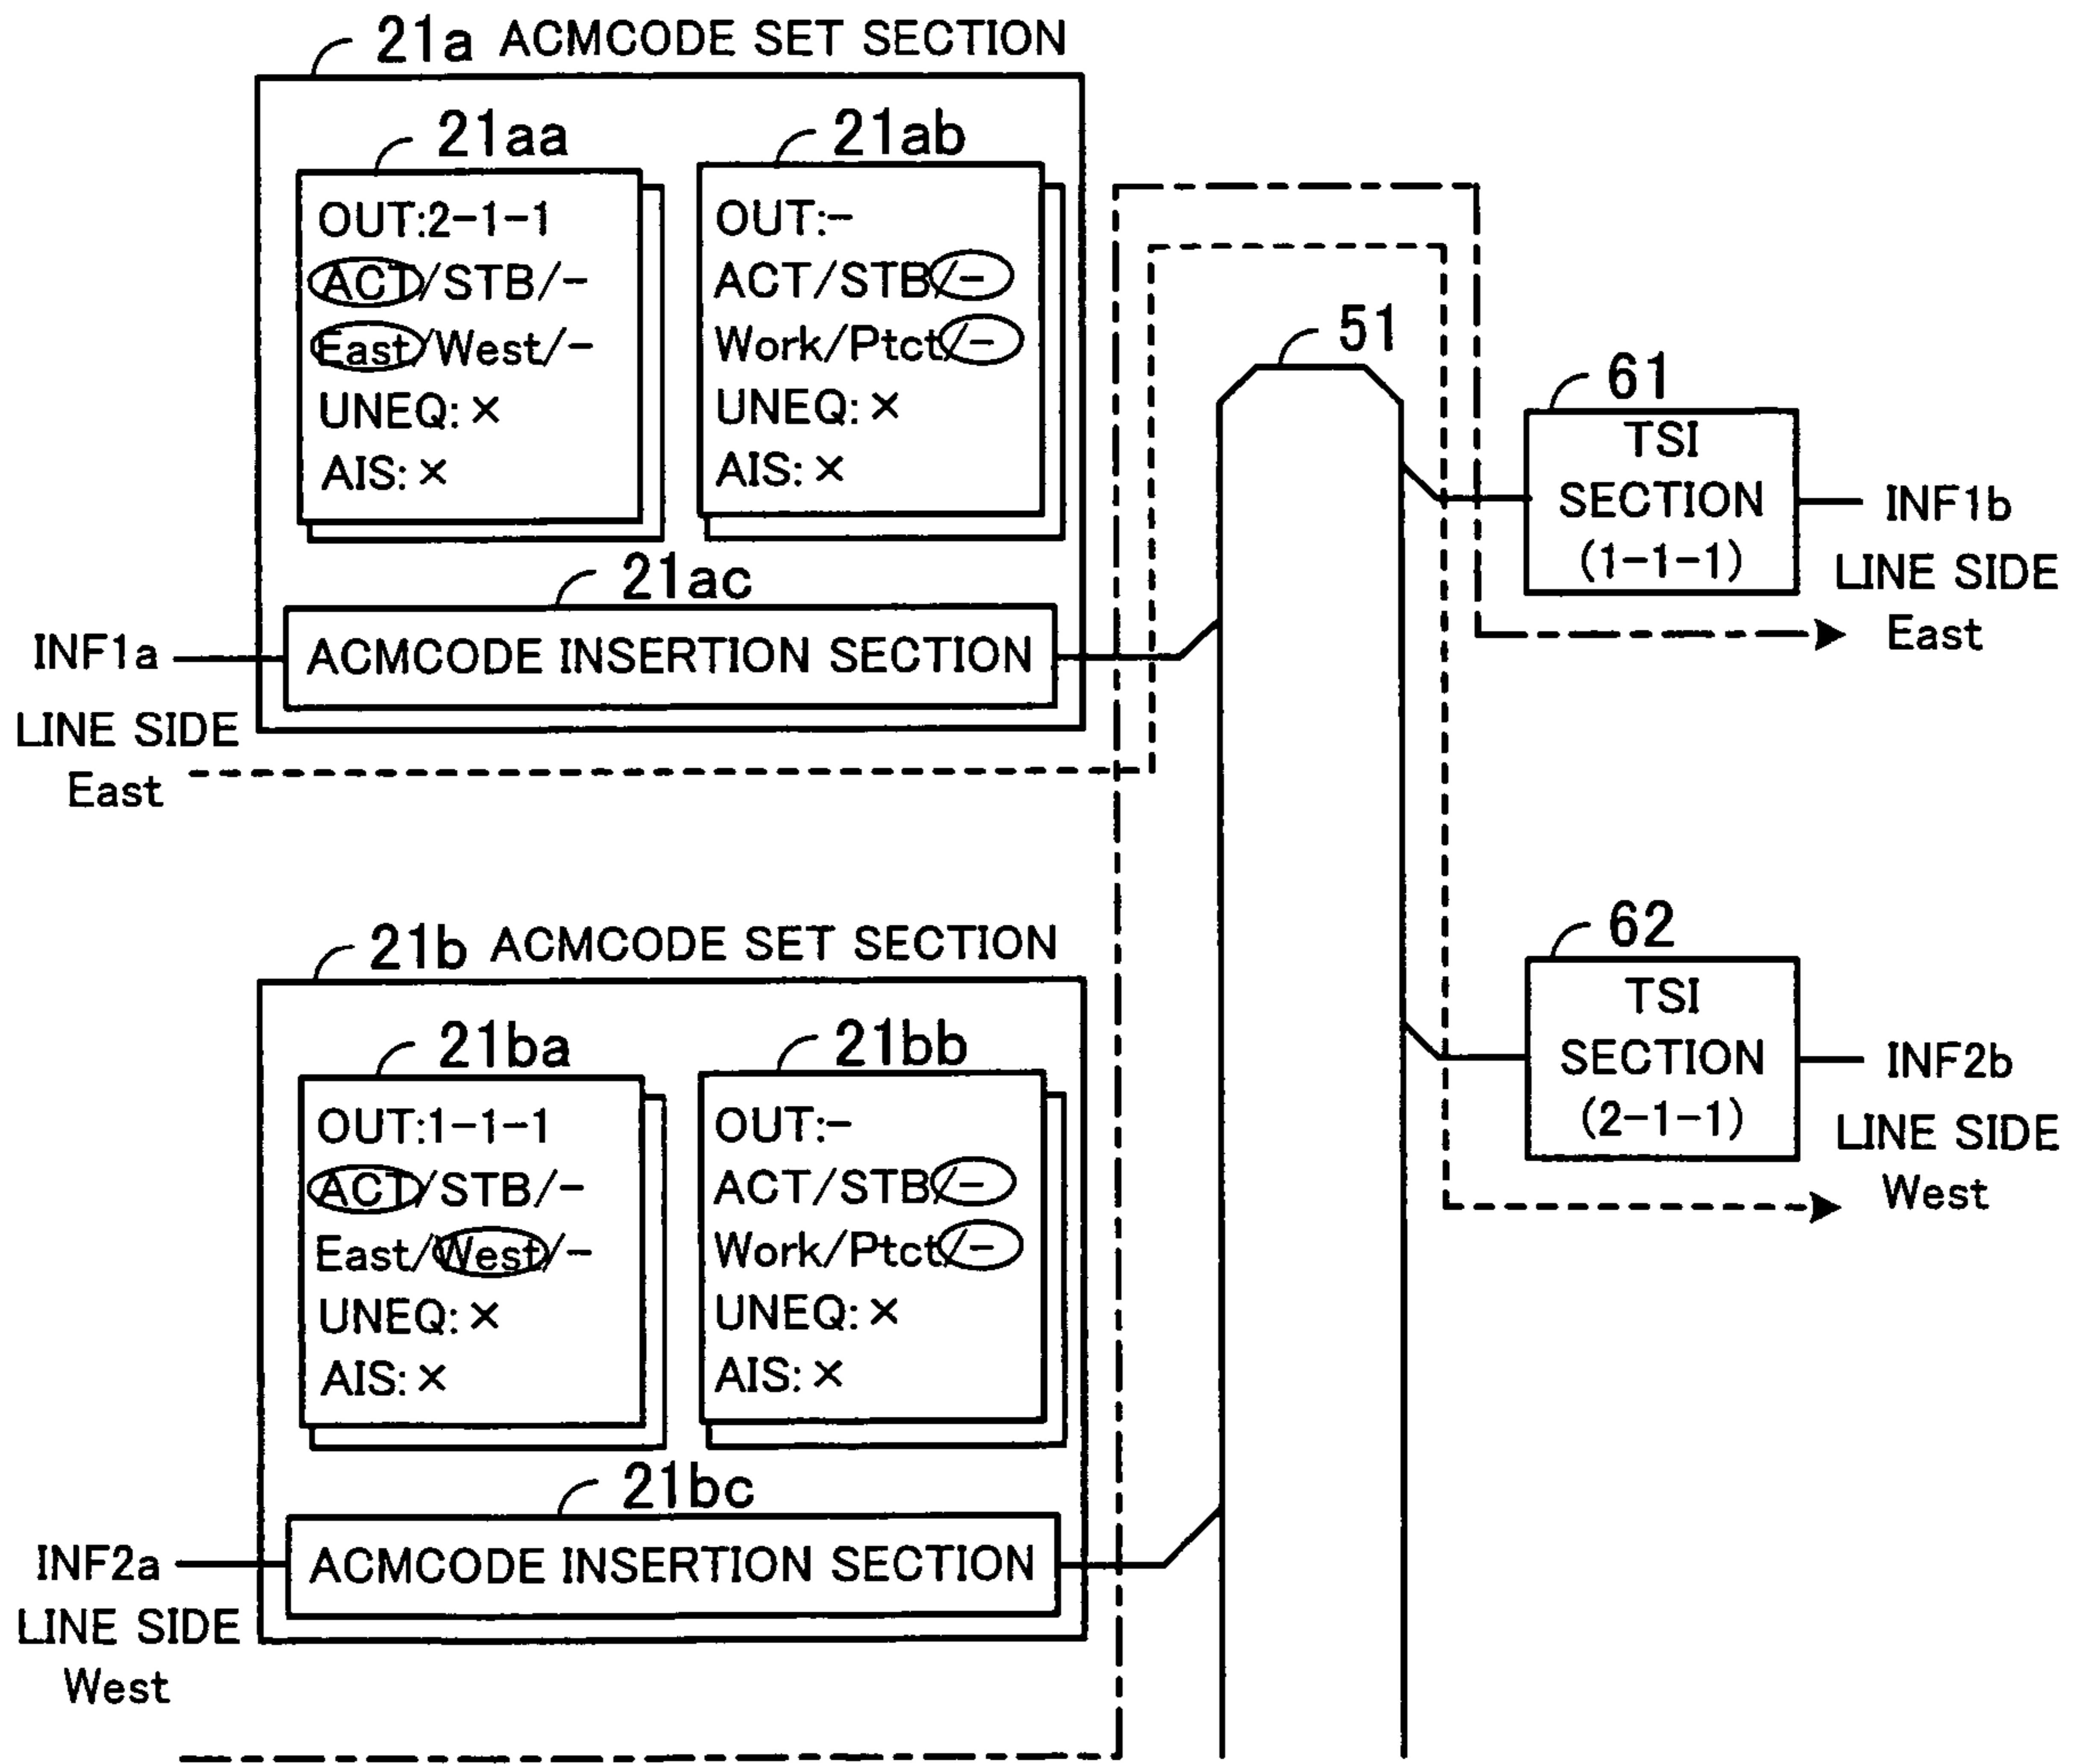 21a ACMCODE SET SECTION
21aa
OUT:2-1-1
ACT/STB/-
East/West/-
UNEQ: ×
AIS: ×
21ab
OUT:-
ACT/STB/-
Work/Ptct/-
UNEQ: ×
AIS: ×
21ac
ACMCODE INSERTION SECTION
INF1a
LINE SIDE
East
51
61
TSI
SECTION
(1-1-1)
INF1b
LINE SIDE
East
21b ACMCODE SET SECTION
21ba
OUT:1-1-1
ACT/STB/-
East/West/-
UNEQ: ×
AIS: ×
21bb
OUT:-
ACT/STB/-
Work/Ptct/-
UNEQ: ×
AIS: ×
21bc
ACMCODE INSERTION SECTION
INF2a
LINE SIDE
West
62
TSI
SECTION
(2-1-1)
INF2b
LINE SIDE
West